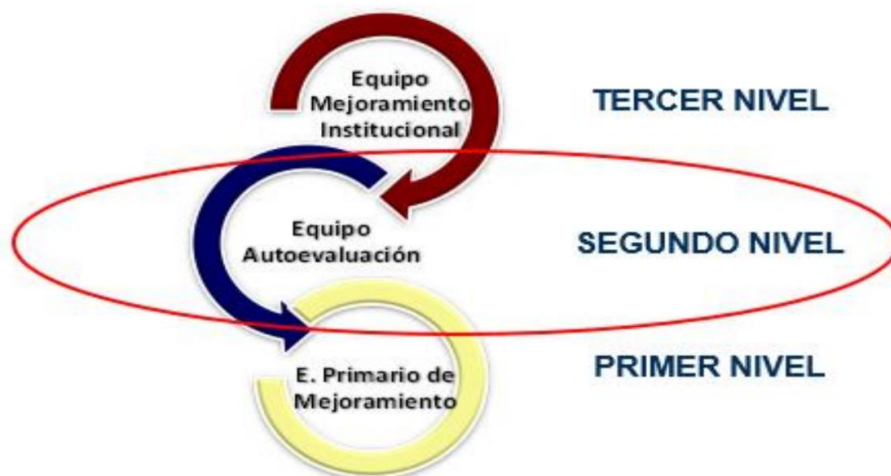 Equipo
Mejoramiento
Institucional
TERCER NIVEL
Equipo
Autoevaluación
SEGUNDO NIVEL
E. Primario de
Mejoramiento
PRIMER NIVEL